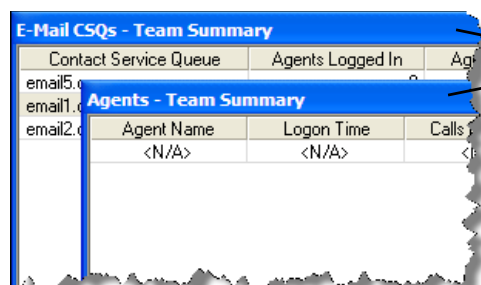 E-Mail CSQs - Team Summary
Contact Service Queue Agents Logged In
email5.
email1.
email2.
Agents - Team Summary
Agent Name Logon Time Calls
<N/A> <N/A>